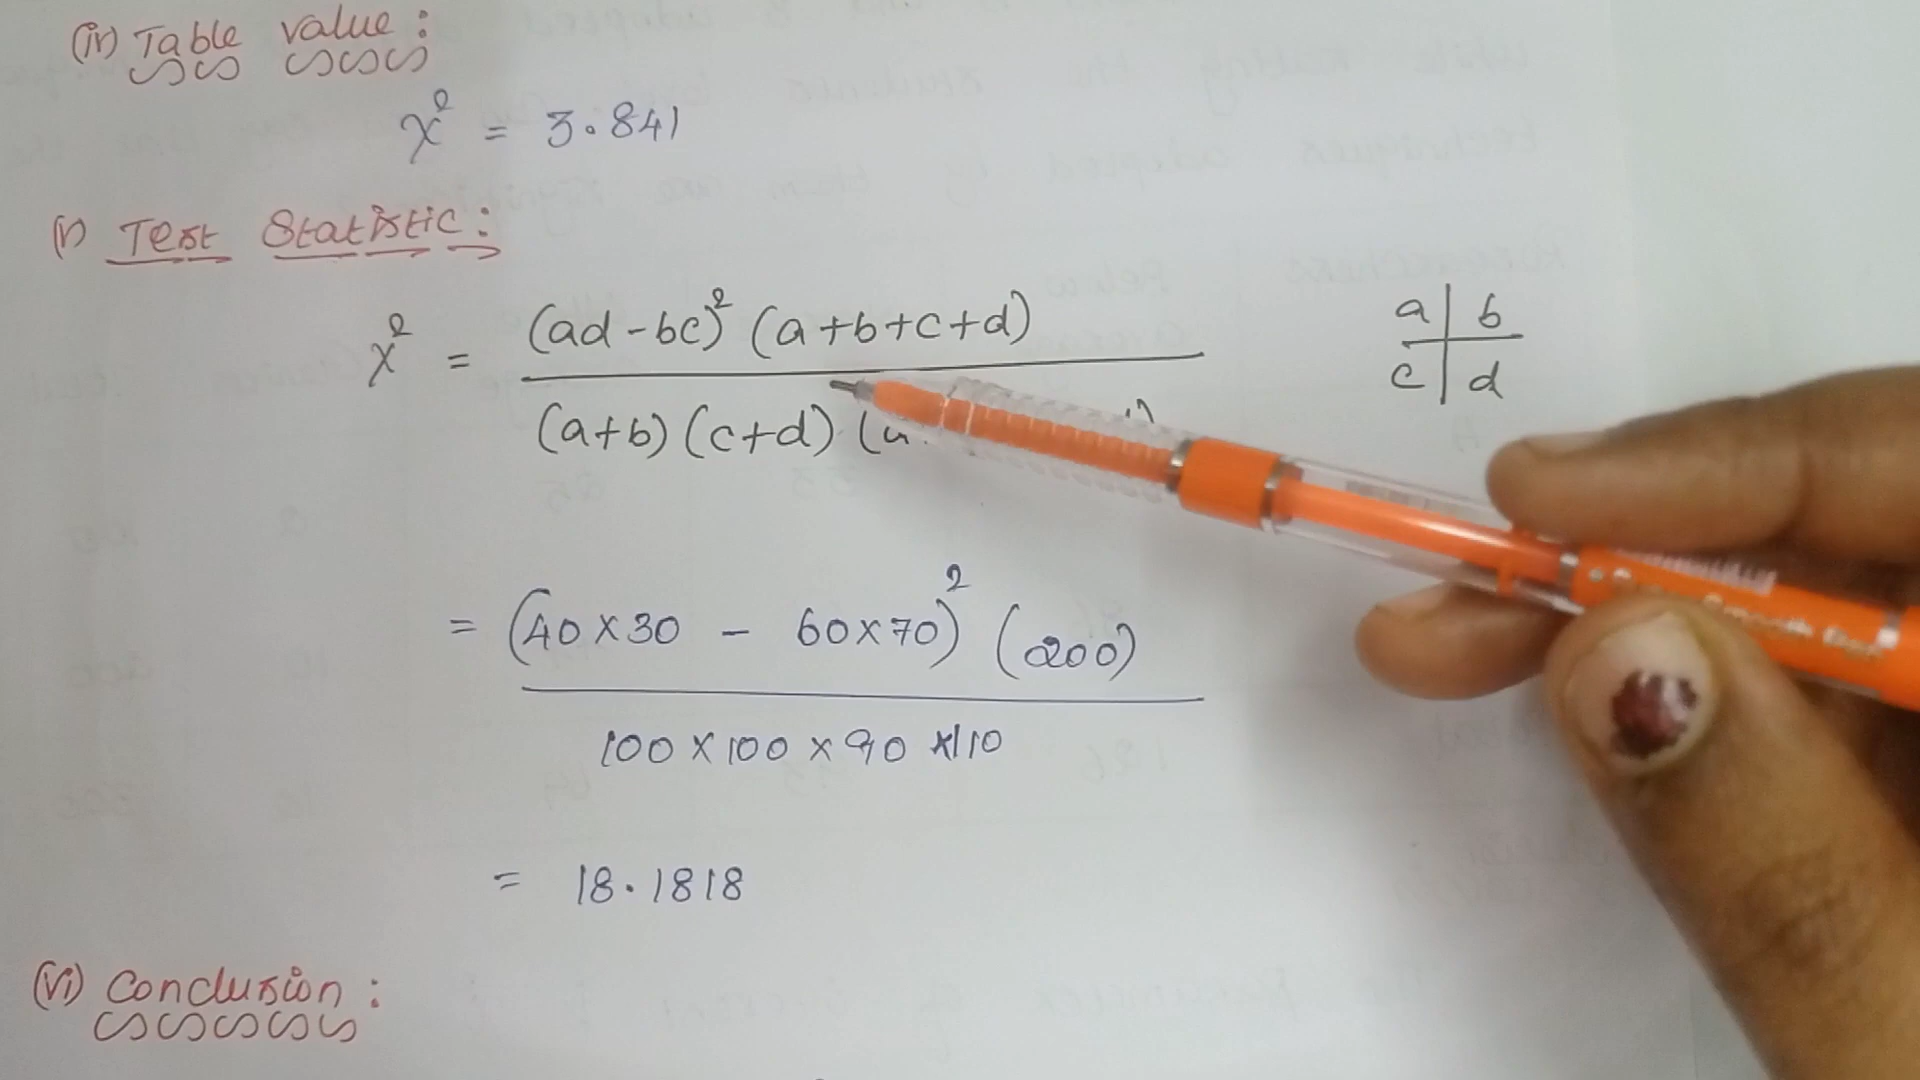 (iv) Table value:
χ² = 3.841
(v) Test Statistic:
χ² = (ad - bc)² (a+b+c+d)
(a+b) (c+d) (a
a | b
c | d
= (40 × 30 - 60 × 70)² (200)
100 × 100 × 90 × 110
= 18.1818
(vi) Conclusion: